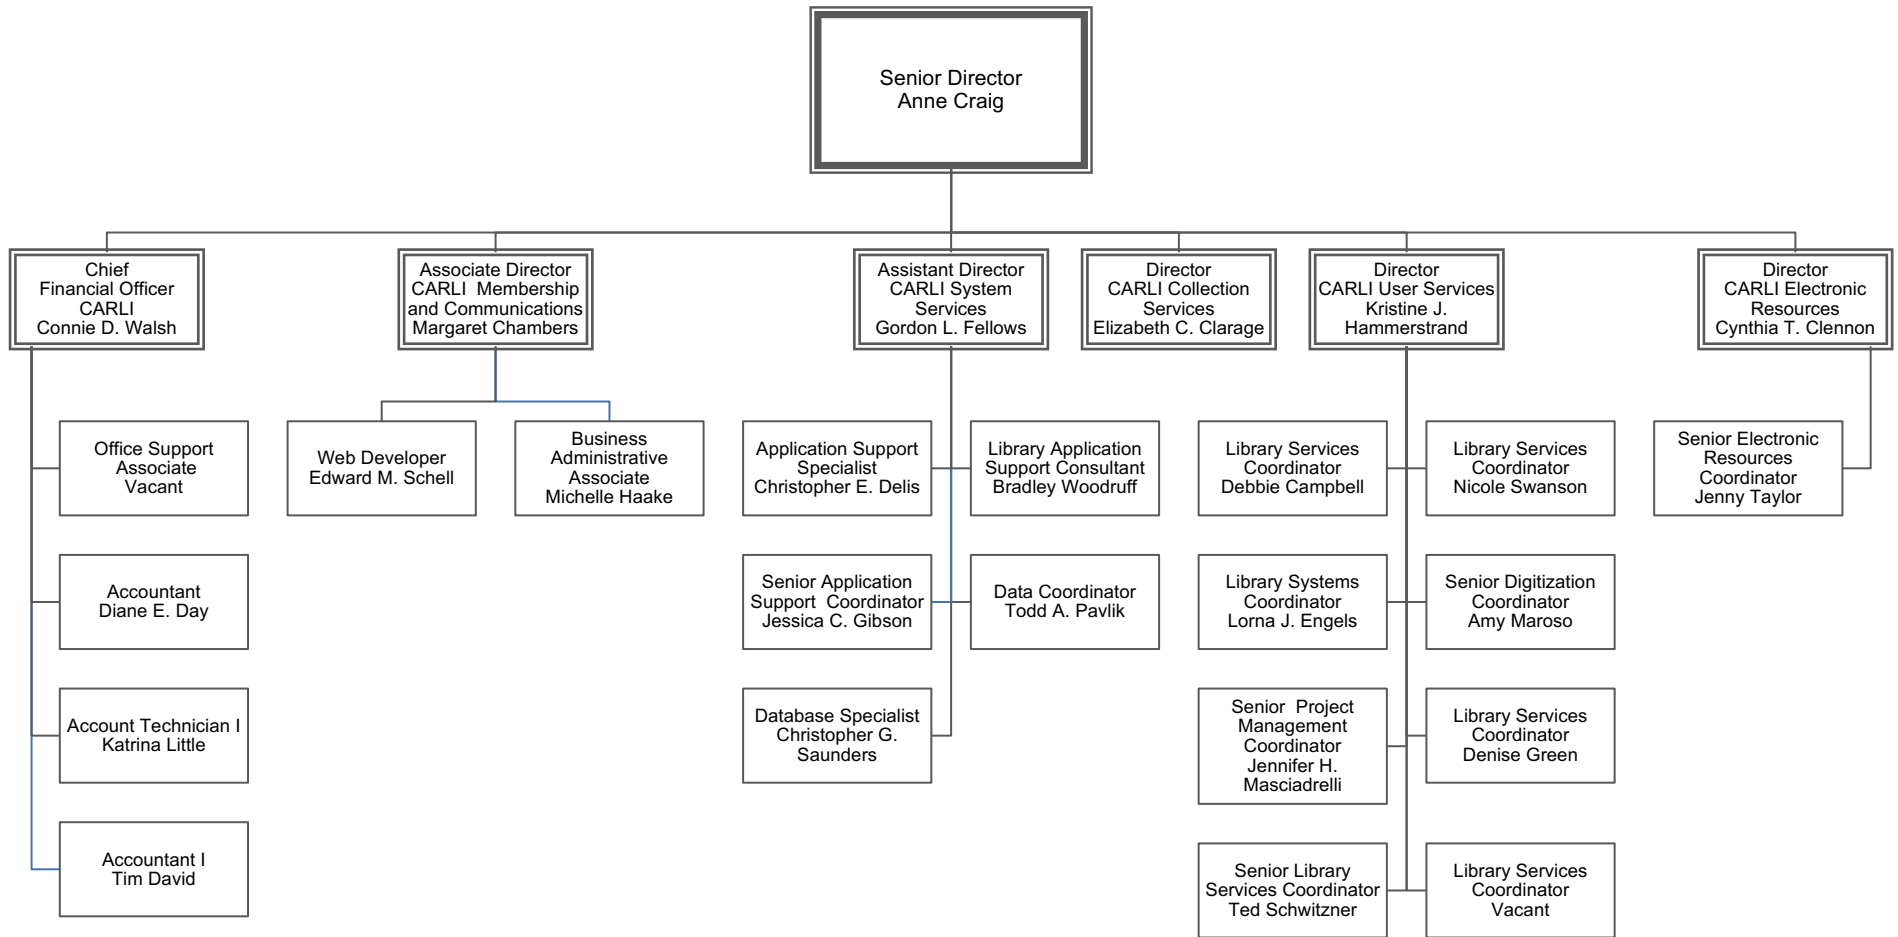 Senior Director
Anne Craig
Chief
Financial Officer
CARLI
Connie D. Walsh
Associate Director
CARLI  Membership
and Communications
Margaret Chambers
Assistant Director
CARLI System
Services
Gordon L. Fellows
Director
CARLI Collection
Services
Elizabeth C. Clarage
Director
CARLI User Services
Kristine J.
Hammerstrand
Director
CARLI Electronic
Resources
Cynthia T. Clennon
Office Support
Associate
Vacant
Accountant
Diane E. Day
Account Technician I
Katrina Little
Accountant I
Tim David
Web Developer
Edward M. Schell
Business
Administrative
Associate
Michelle Haake
Application Support
Specialist
Christopher E. Delis
Library Application
Support Consultant
Bradley Woodruff
Senior Application
Support  Coordinator
Jessica C. Gibson
Data Coordinator
Todd A. Pavlik
Database Specialist
Christopher G.
Saunders
Library Services
Coordinator
Debbie Campbell
Library Services
Coordinator
Nicole Swanson
Library Systems
Coordinator
Lorna J. Engels
Senior Digitization
Coordinator
Amy Maroso
Senior  Project
Management
Coordinator
Jennifer H.
Masciadrelli
Library Services
Coordinator
Denise Green
Senior Library
Services Coordinator
Ted Schwitzner
Library Services
Coordinator
Vacant
Senior Electronic
Resources
Coordinator
Jenny Taylor